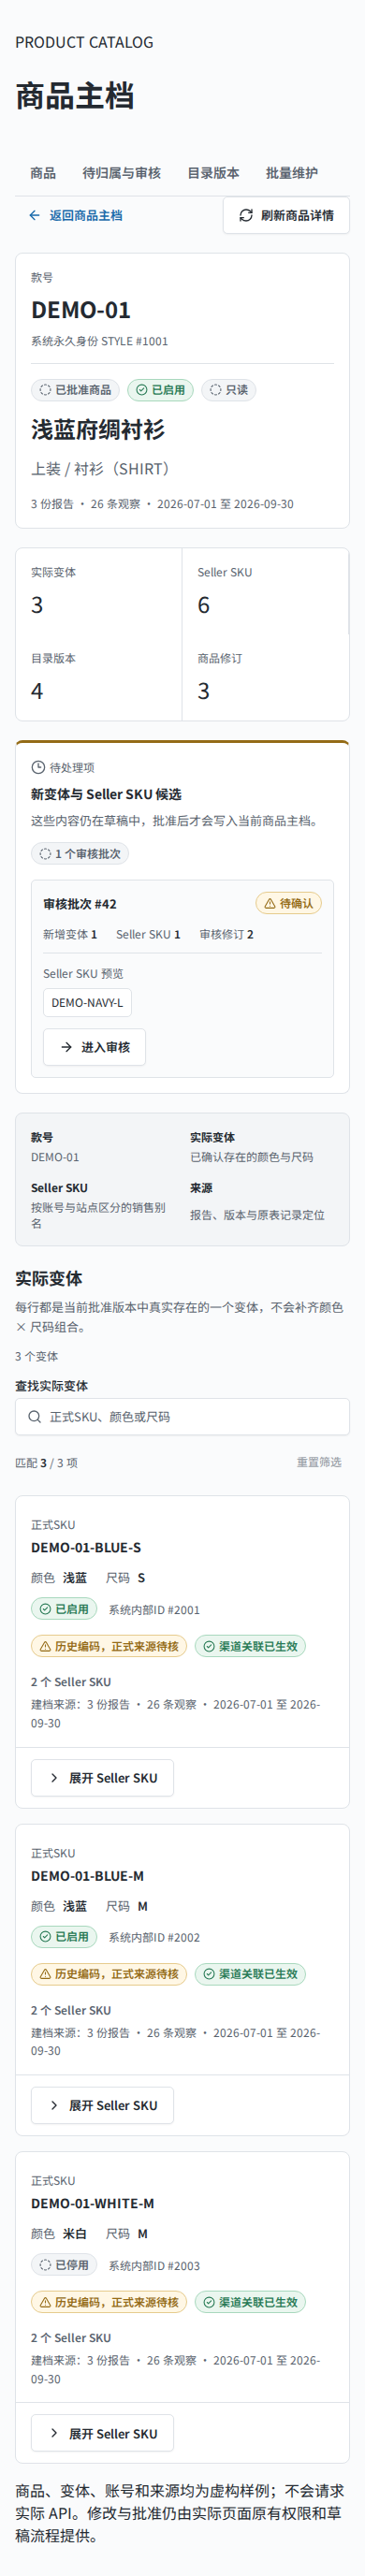 PRODUCT CATALOG
商品主档
商品 待归属与审核 目录版本 批量维护
返回商品主档 刷新商品详情
款号
DEMO-01
系统永久身份 STYLE #1001
已批准商品 已启用 只读
浅蓝府绸衬衫
上装 / 衬衫（SHIRT）
3 份报告 · 26 条观察 · 2026-07-01 至 2026-09-30
实际变体 Seller SKU
3 6
目录版本 商品修订
4 3
待处理项
新变体与 Seller SKU 候选
这些内容仍在草稿中，批准后才会写入当前商品主档。
1 个审核批次
审核批次 #42 待确认
新增变体 1 Seller SKU 1 审核修订 2
Seller SKU 预览
DEMO-NAVY-L
进入审核
款号 实际变体
DEMO-01 已确认存在的颜色与尺码
Seller SKU 来源
按账号与站点区分的销售别
名
报告、版本与原表记录定位
实际变体
每行都是当前批准版本中真实存在的一个变体，不会补齐颜色
× 尺码组合。
3 个变体
查找实际变体
正式SKU、颜色或尺码
匹配 3 / 3 项 重置筛选
正式SKU
DEMO-01-BLUE-S
颜色 浅蓝 尺码 S
已启用 系统内部ID #2001
历史编码，正式来源待核 渠道关联已生效
2 个 Seller SKU
建档来源：3 份报告 · 26 条观察 · 2026-07-01 至 2026-
09-30
展开 Seller SKU
正式SKU
DEMO-01-BLUE-M
颜色 浅蓝 尺码 M
已启用 系统内部ID #2002
历史编码，正式来源待核 渠道关联已生效
2 个 Seller SKU
建档来源：3 份报告 · 26 条观察 · 2026-07-01 至 2026-
09-30
展开 Seller SKU
正式SKU
DEMO-01-WHITE-M
颜色 米白 尺码 M
已停用 系统内部ID #2003
历史编码，正式来源待核 渠道关联已生效
2 个 Seller SKU
建档来源：3 份报告 · 26 条观察 · 2026-07-01 至 2026-
09-30
展开 Seller SKU
商品、变体、账号和来源均为虚构样例；不会请求
实际 API。修改与批准仍由实际页面原有权限和草
稿流程提供。